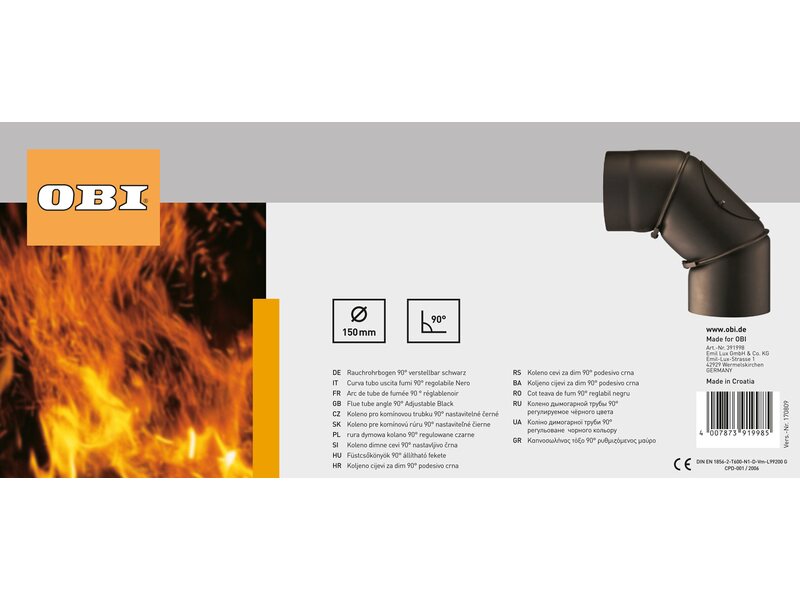 OBI®
150 mm
90°
DE Rauchrohrbogen 90° verstellbar schwarz
IT Curva tubo uscita fumi 90° regolabile Nero
FR Arc de tube de fumée 90 ° réglablenoir
GB Flue tube angle 90° Adjustable Black
CZ Koleno pro komínovou trubku 90° nastavitelné černé
SK Koleno pre komínovú rúru 90° nastaviteľné čierne
PL rura dymowa kolano 90° regulowane czarne
SI Koleno dimne cevi 90° nastavljivo črna
HU Füstcsőkönyök 90° állítható fekete
HR Koljeno cijevi za dim 90° podesivo crna
RS Koleno cevi za dim 90° podesivo crna
BA Koljeno cijevi za dim 90° podesivo crna
RO Cot teava de fum 90° reglabil negru
RU Колено дымогарной трубы 90°
регулируемое чёрного цвета
UA Коліно димогарної труби 90°
регульоване чорного кольору
GR Καπνοσωλήνας τόξο 90° ρυθμιζόμενος μαύρο
www.obi.de
Made for OBI
Art.-Nr. 391998
Emil Lux GmbH & Co. KG
Emil-Lux-Strasse 1
42929 Wermelskirchen
GERMANY
Made in Croatia
4 007873 919985
Vers.-Nr. 170809
CE DIN EN 1856-2-T600-N1-D-Vm-L99200 G
CPD-001 / 2006